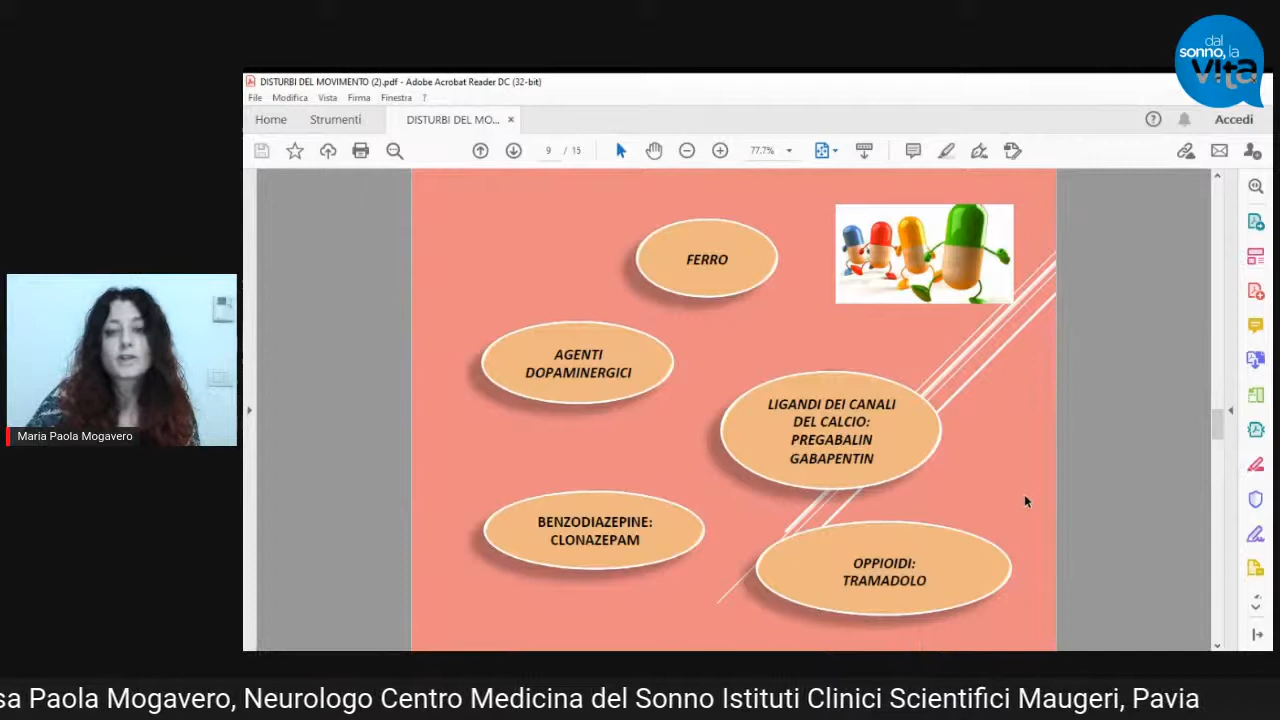 dal
sonno, la
vita
DISTURBI DEL MOVIMENTO (2).pdf - Adobe Acrobat Reader DC (32-bit)
File Modifica Vista Firma Finestra ?
Home Strumenti DISTURBI DEL MO... × Accedi
9 / 15 77.7%
FERRO
AGENTI
DOPAMINERGICI
LIGANDI DEI CANALI
DEL CALCIO:
PREGABALIN
GABAPENTIN
BENZODIAZEPINE:
CLONAZEPAM
OPPIOIDI:
TRAMADOLO
Maria Paola Mogavero
sa Paola Mogavero, Neurologo Centro Medicina del Sonno Istituti Clinici Scientifici Maugeri, Pavia